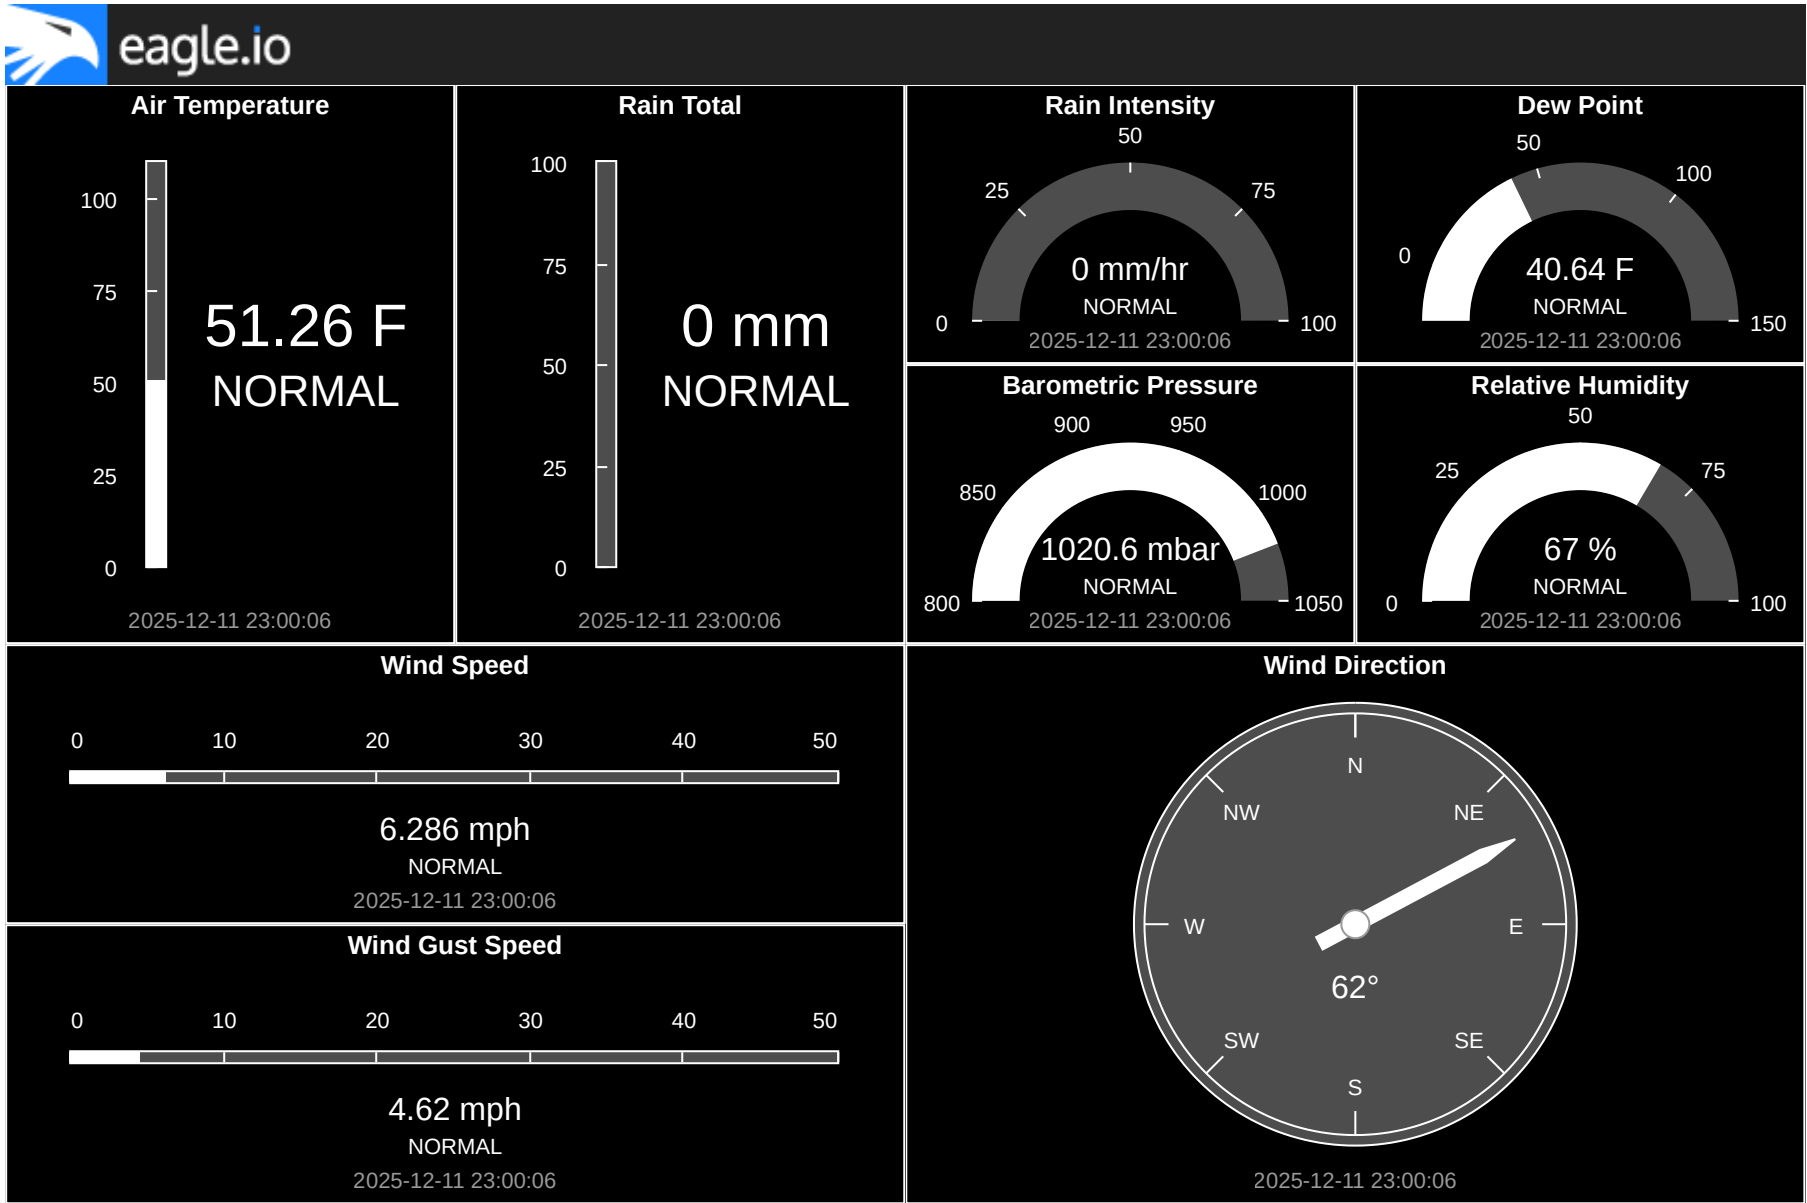 eagle.io
Air Temperature
100
75
50
25
0
51.26 F
NORMAL
2025-12-11 23:00:06
Rain Total
100
75
50
25
0
0 mm
NORMAL
2025-12-11 23:00:06
Rain Intensity
50
25
75
0
100
0 mm/hr
NORMAL
2025-12-11 23:00:06
Dew Point
50
100
0
150
40.64 F
NORMAL
2025-12-11 23:00:06
Barometric Pressure
900
950
850
1000
800
1050
1020.6 mbar
NORMAL
2025-12-11 23:00:06
Relative Humidity
50
25
75
0
100
67 %
NORMAL
2025-12-11 23:00:06
Wind Speed
0 10 20 30 40 50
6.286 mph
NORMAL
2025-12-11 23:00:06
Wind Gust Speed
0 10 20 30 40 50
4.62 mph
NORMAL
2025-12-11 23:00:06
Wind Direction
N
NW
NE
W
E
62°
SW
SE
S
2025-12-11 23:00:06